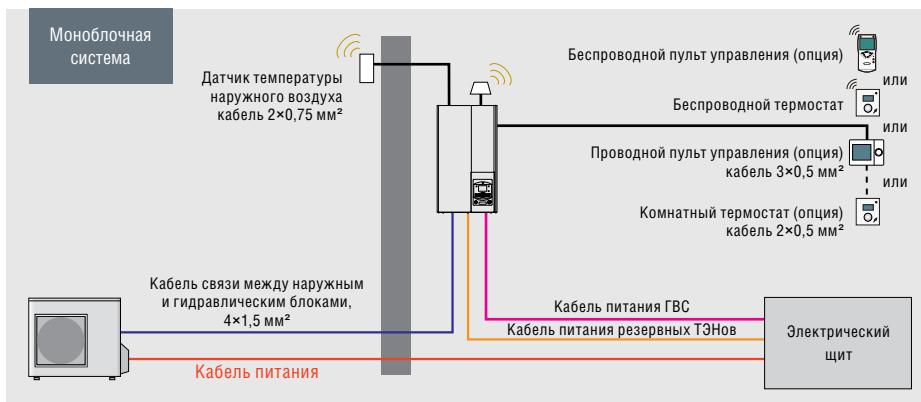 Моноблочная
система
Датчик температуры
наружного воздуха
кабель 2×0,75 мм²
Беспроводной пульт управления (опция)
или
Беспроводной термостат
или
Проводной пульт управления (опция)
кабель 3×0,5 мм²
или
Комнатный термостат (опция)
кабель 2×0,5 мм²
Кабель связи между наружным
и гидравлическим блоками,
4×1,5 мм²
Кабель питания ГВС
Кабель питания резервных ТЭНов
Электрический
щит
Кабель питания